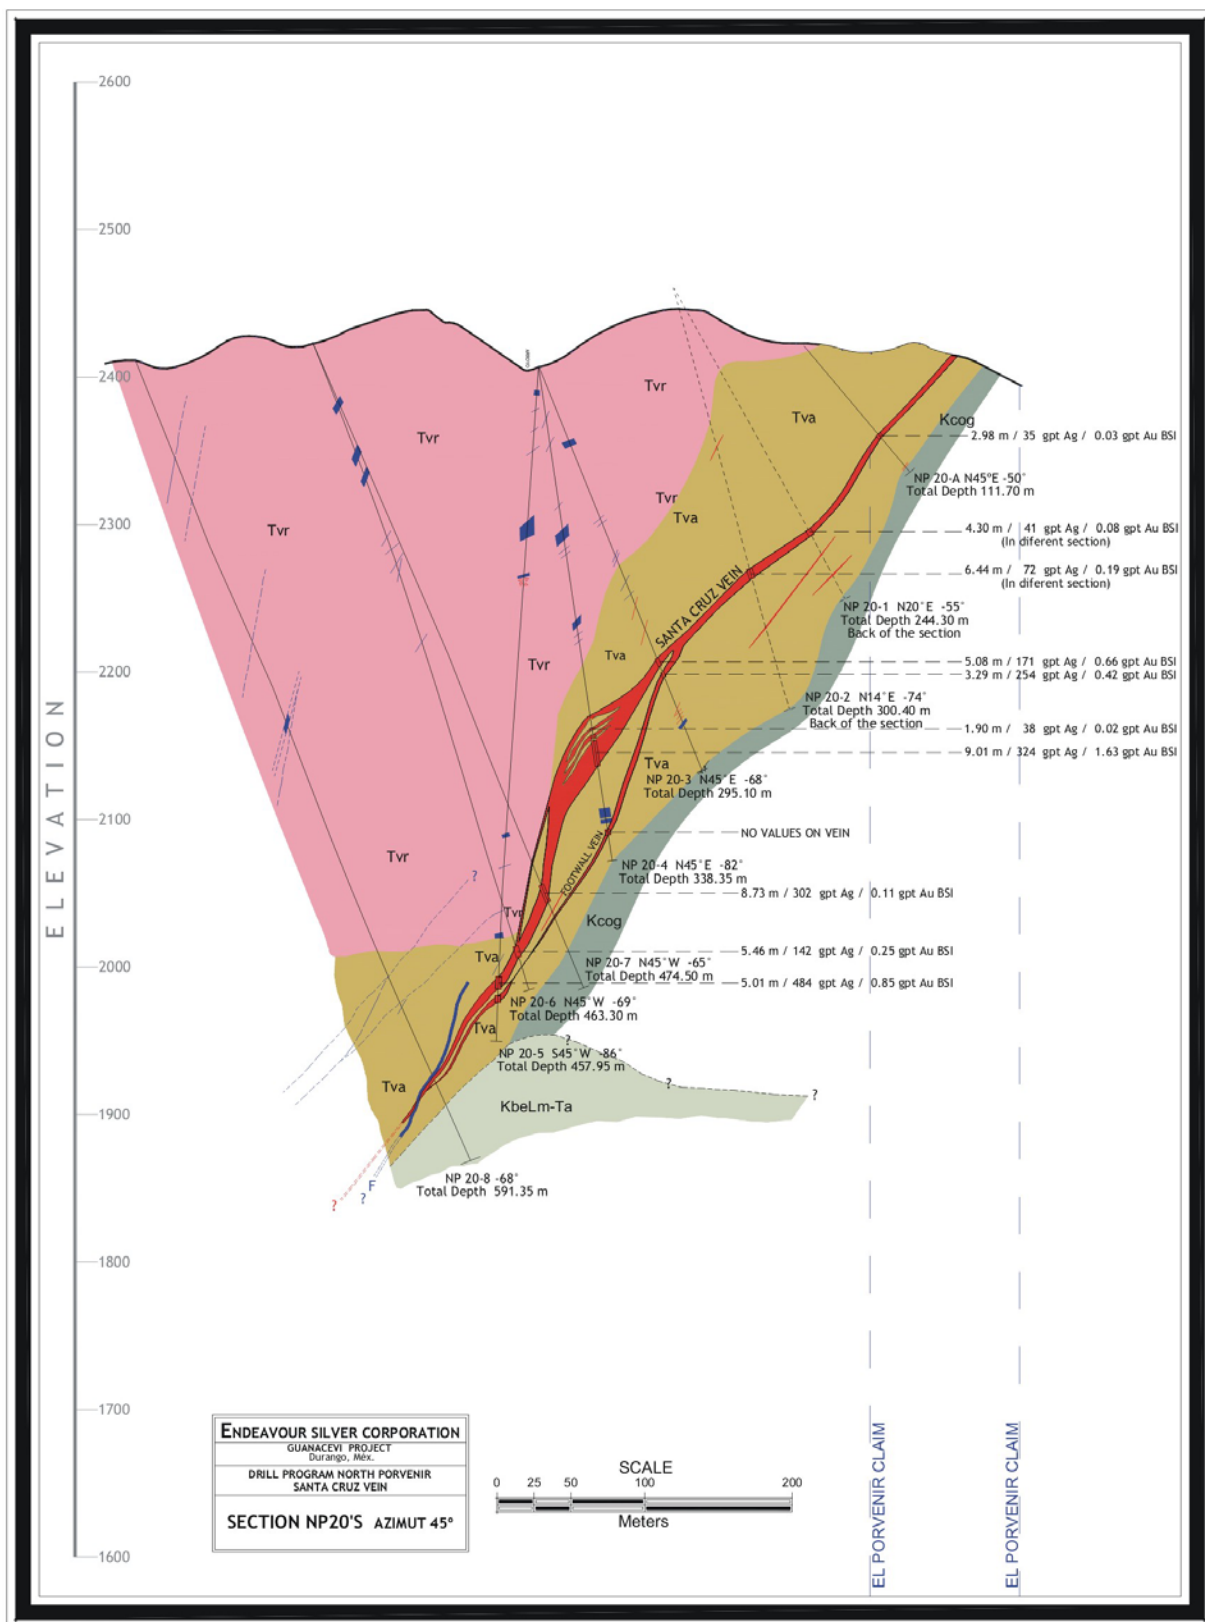 2600
2500
2400
2300
2200
2100
2000
1900
1800
1700
1600
ELEVATION
Tvr
Tvr
Tva
Kcog
2.98 m / 35 gpt Ag / 0.03 gpt Au BSI
NP 20-A N45°E -50°
Total Depth 111.70 m
Tvr
Tvr
Tva
4.30 m / 41 gpt Ag / 0.08 gpt Au BSI
(In diferent section)
SANTA CRUZ VEIN
6.44 m / 72 gpt Ag / 0.19 gpt Au BSI
(In diferent section)
NP 20-1 N20°E -55°
Total Depth 244.30 m
Back of the section
Tvr
Tva
5.08 m / 171 gpt Ag / 0.66 gpt Au BSI
3.29 m / 254 gpt Ag / 0.42 gpt Au BSI
NP 20-2 N14°E -74°
Total Depth 300.40 m
Back of the section
1.90 m / 38 gpt Ag / 0.02 gpt Au BSI
9.01 m / 324 gpt Ag / 1.63 gpt Au BSI
Tva
NP 20-3 N45°E -68°
Total Depth 295.10 m
NO VALUES ON VEIN
FOOTWALL VEIN
Tvr
NP 20-4 N45°E -82°
Total Depth 338.35 m
?
8.73 m / 302 gpt Ag / 0.11 gpt Au BSI
Tvr
Kcog
5.46 m / 142 gpt Ag / 0.25 gpt Au BSI
Tva
NP 20-7 N45°W -65°
Total Depth 474.50 m
5.01 m / 484 gpt Ag / 0.85 gpt Au BSI
NP 20-6 N45°W -69°
Total Depth 463.30 m
Tva
?
NP 20-5 S45°W -86°
Total Depth 457.95 m
Tva
?
?
KbeLm-Ta
NP 20-8 -68°
Total Depth 591.35 m
F
?
?
ENDEAVOUR SILVER CORPORATION
GUANACEVI PROJECT
Durango, Méx.
DRILL PROGRAM NORTH PORVENIR
SANTA CRUZ VEIN
SECTION NP20'S AZIMUT 45°
SCALE
0 25 50 100 200
Meters
EL PORVENIR CLAIM
EL PORVENIR CLAIM